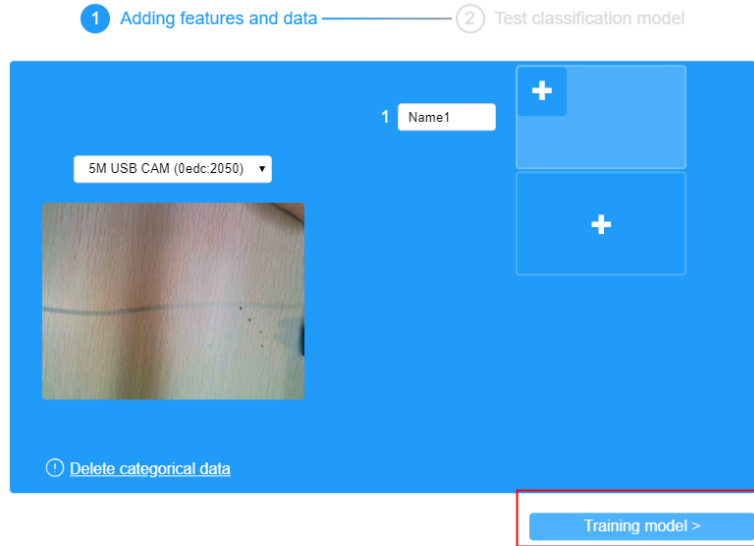 1 Adding features and data 2 Test classification model
1 Name1
5M USB CAM (0edc:2050)
Delete categorical data
Training model >